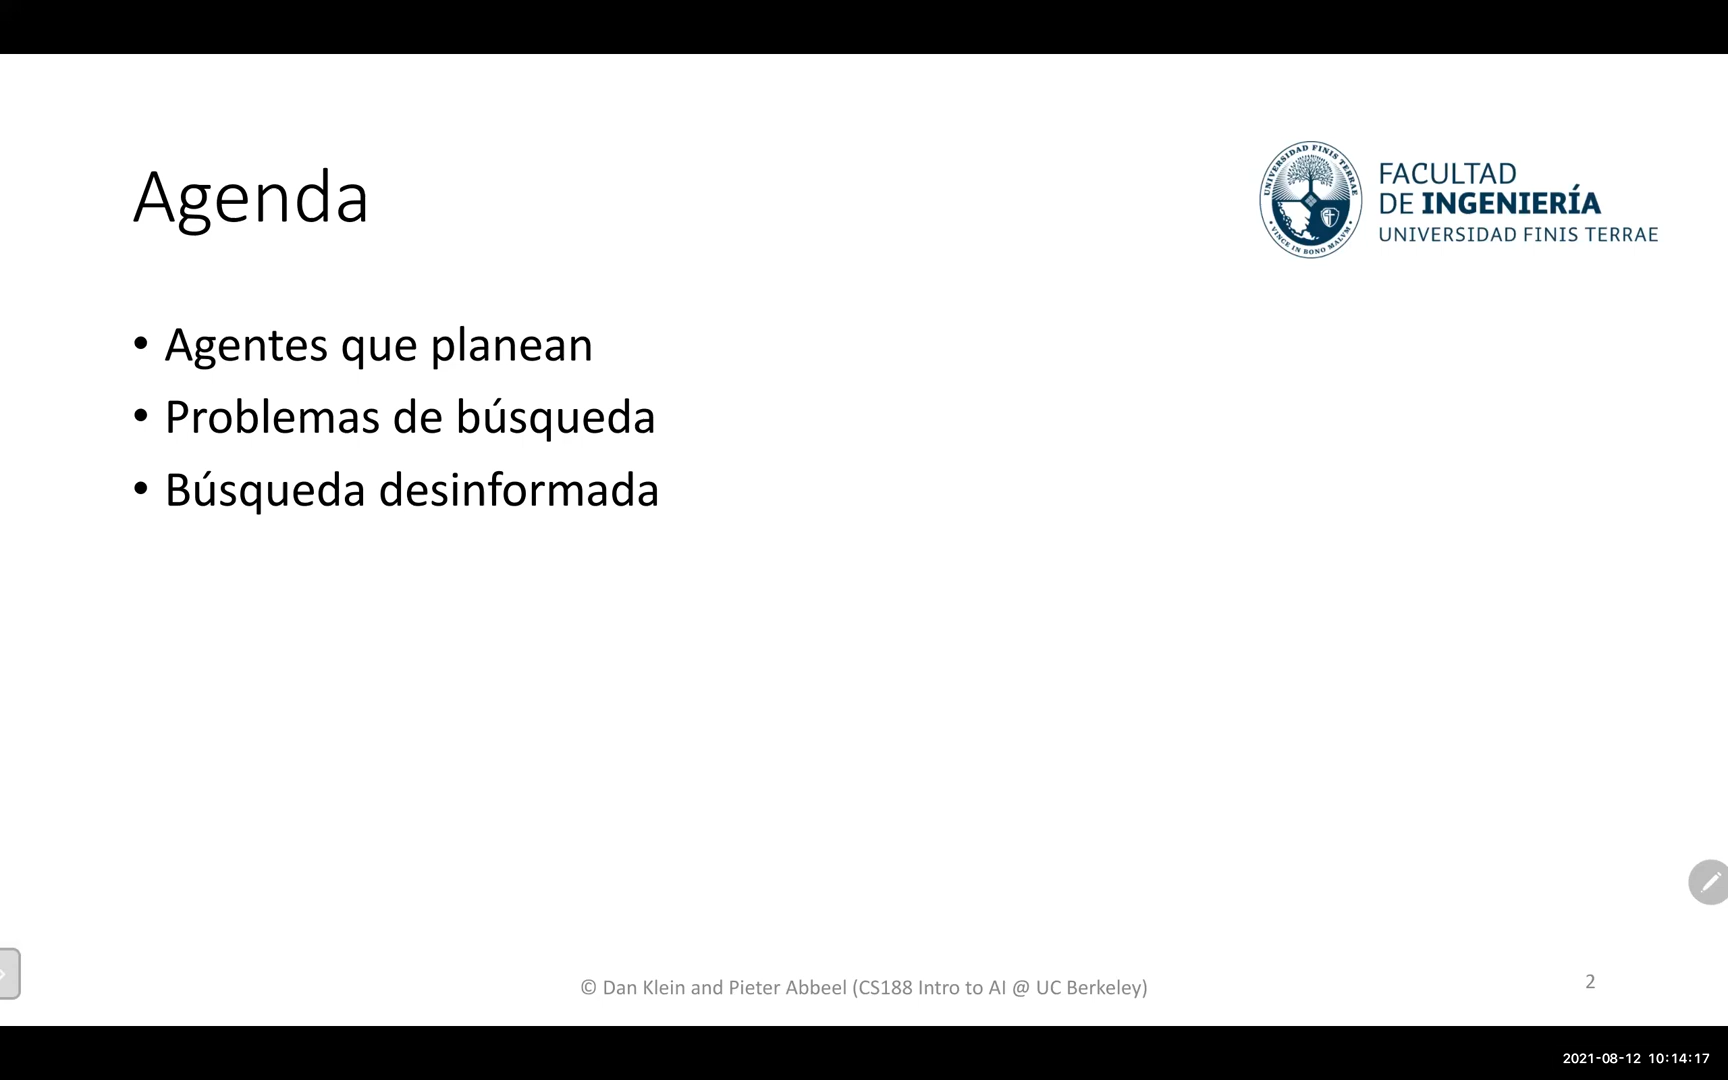 Agenda
UNIVERSIDAD FINIS TERRAE
VINCE IN BONO MALVM
FACULTAD
DE INGENIERÍA
UNIVERSIDAD FINIS TERRAE
• Agentes que planean
• Problemas de búsqueda
• Búsqueda desinformada
© Dan Klein and Pieter Abbeel (CS188 Intro to AI @ UC Berkeley)
2
2021-08-12 10:14:17